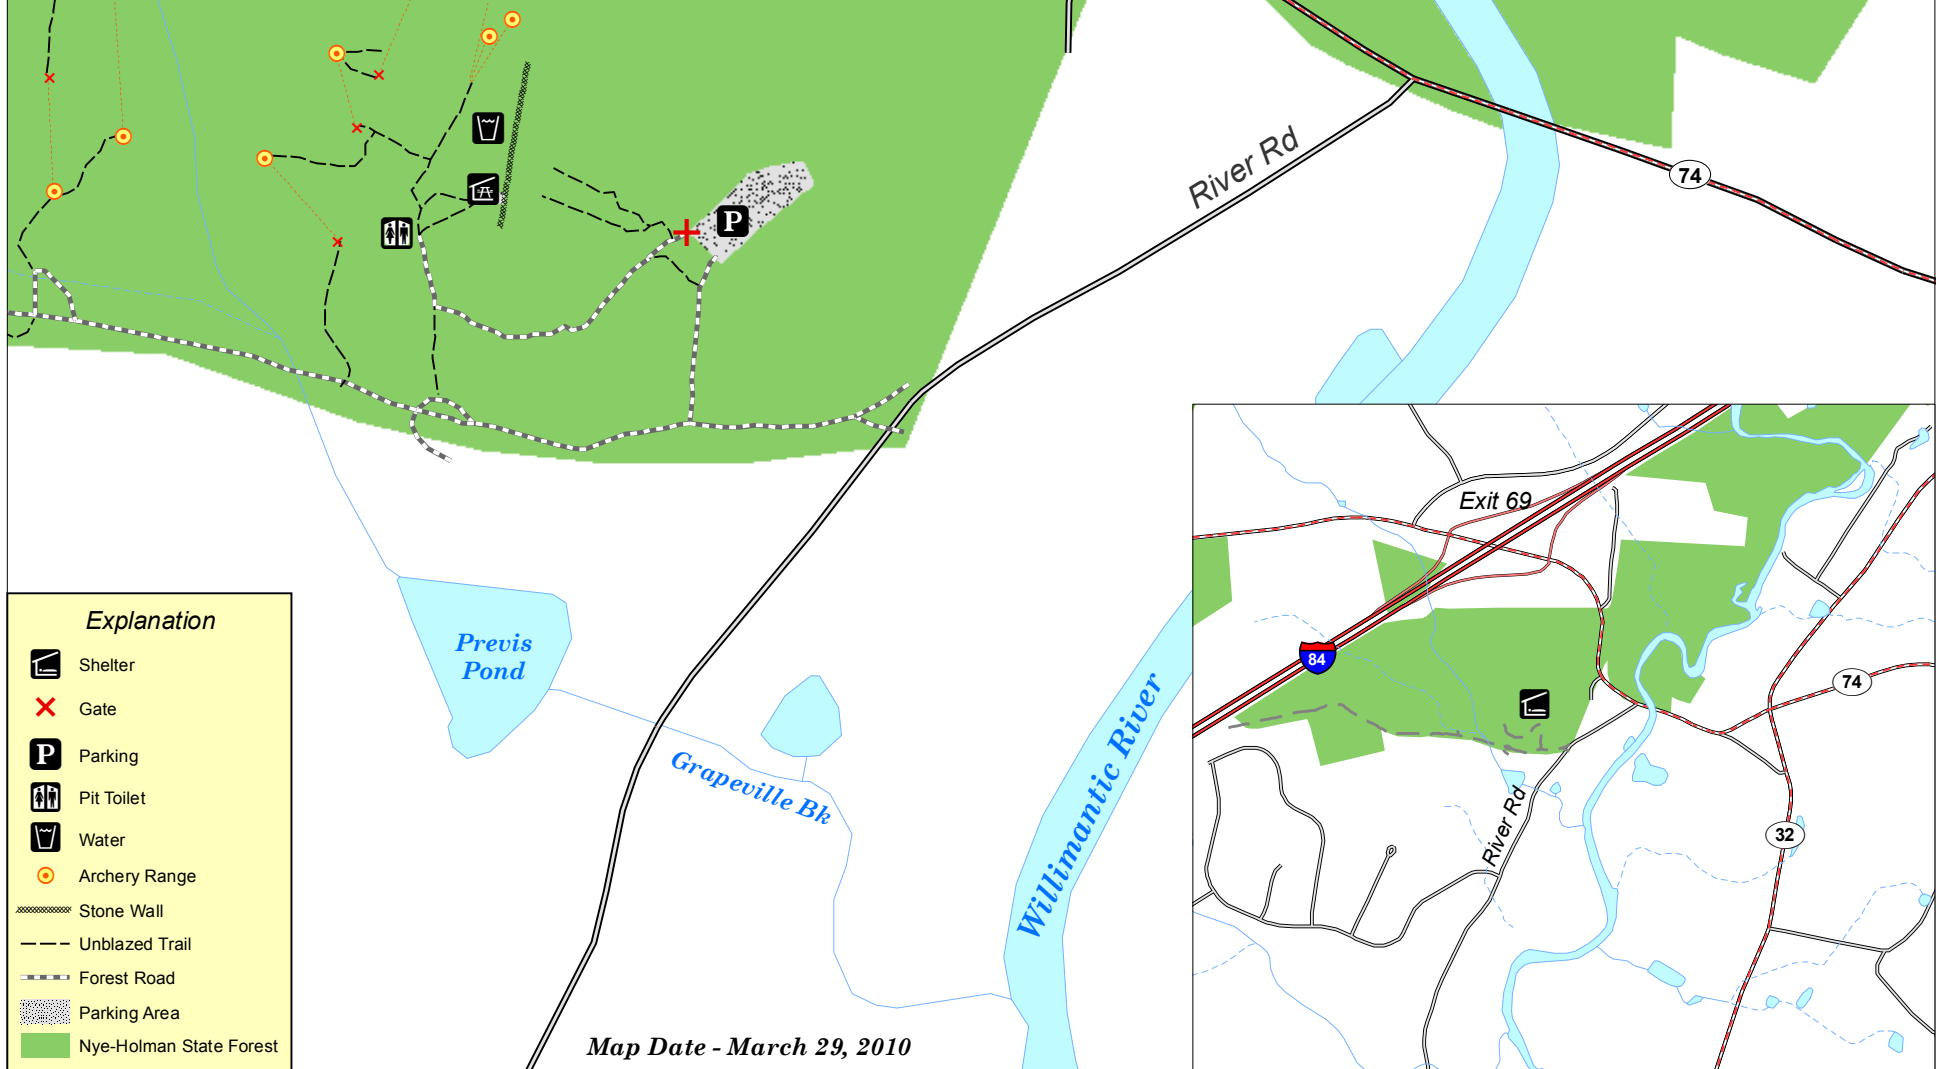 River Rd
74
P
Exit 69
84
74
River Rd
32
Previs
Pond
Grapeville Bk
Willimantic River
Explanation
Shelter
Gate
P
Parking
Pit Toilet
Water
Archery Range
Stone Wall
Unblazed Trail
Forest Road
Parking Area
Nye-Holman State Forest
Map Date - March 29, 2010